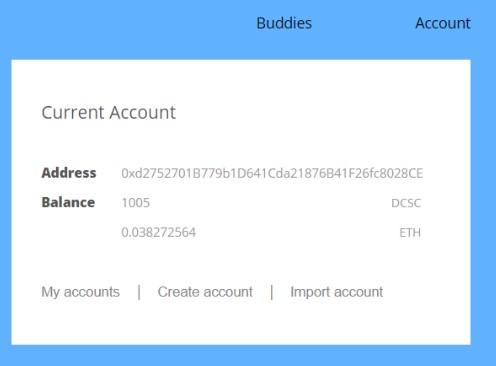 Buddies Account
Current Account
Address 0xd2752701B779b1D641Cda21876B41F26fc8028CE
Balance 1005 DCSC
0.038272564 ETH
My accounts | Create account | Import account